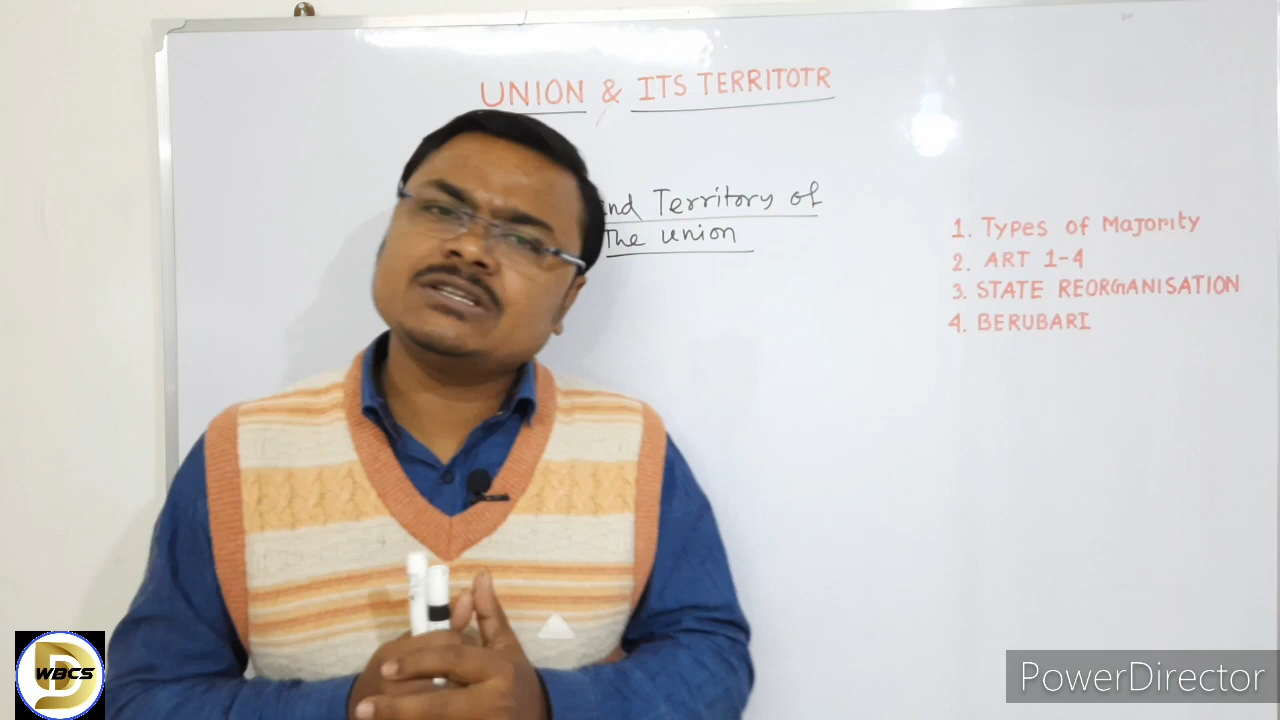 UNION & ITS TERRITOTR
and Territory of
The union
1. Types of Majority
2. ART 1-4
3. STATE REORGANISATION
4. BERUBARI
D
WBCS
PowerDirector